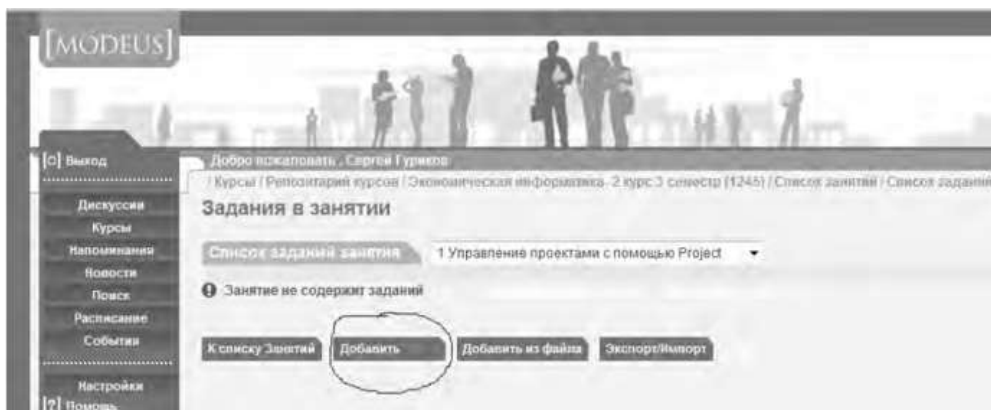 [MODEUS]
[O] Выход
Добро пожаловать, Сергей Гуриков
/ Курсы / Репозитарий курсов / Экономическая информатика- 2 курс 3 семестр (1245) / Список занятий / Список заданий
Дискуссии
Курсы
Напоминания
Новости
Поиск
Расписание
События
Настройки
[?] Помощь
Задания в занятии
Список заданий занятия
1 Управление проектами с помощью Project
Занятие не содержит заданий
К списку Занятий
Добавить
Добавить из файла
Экспорт/Импорт